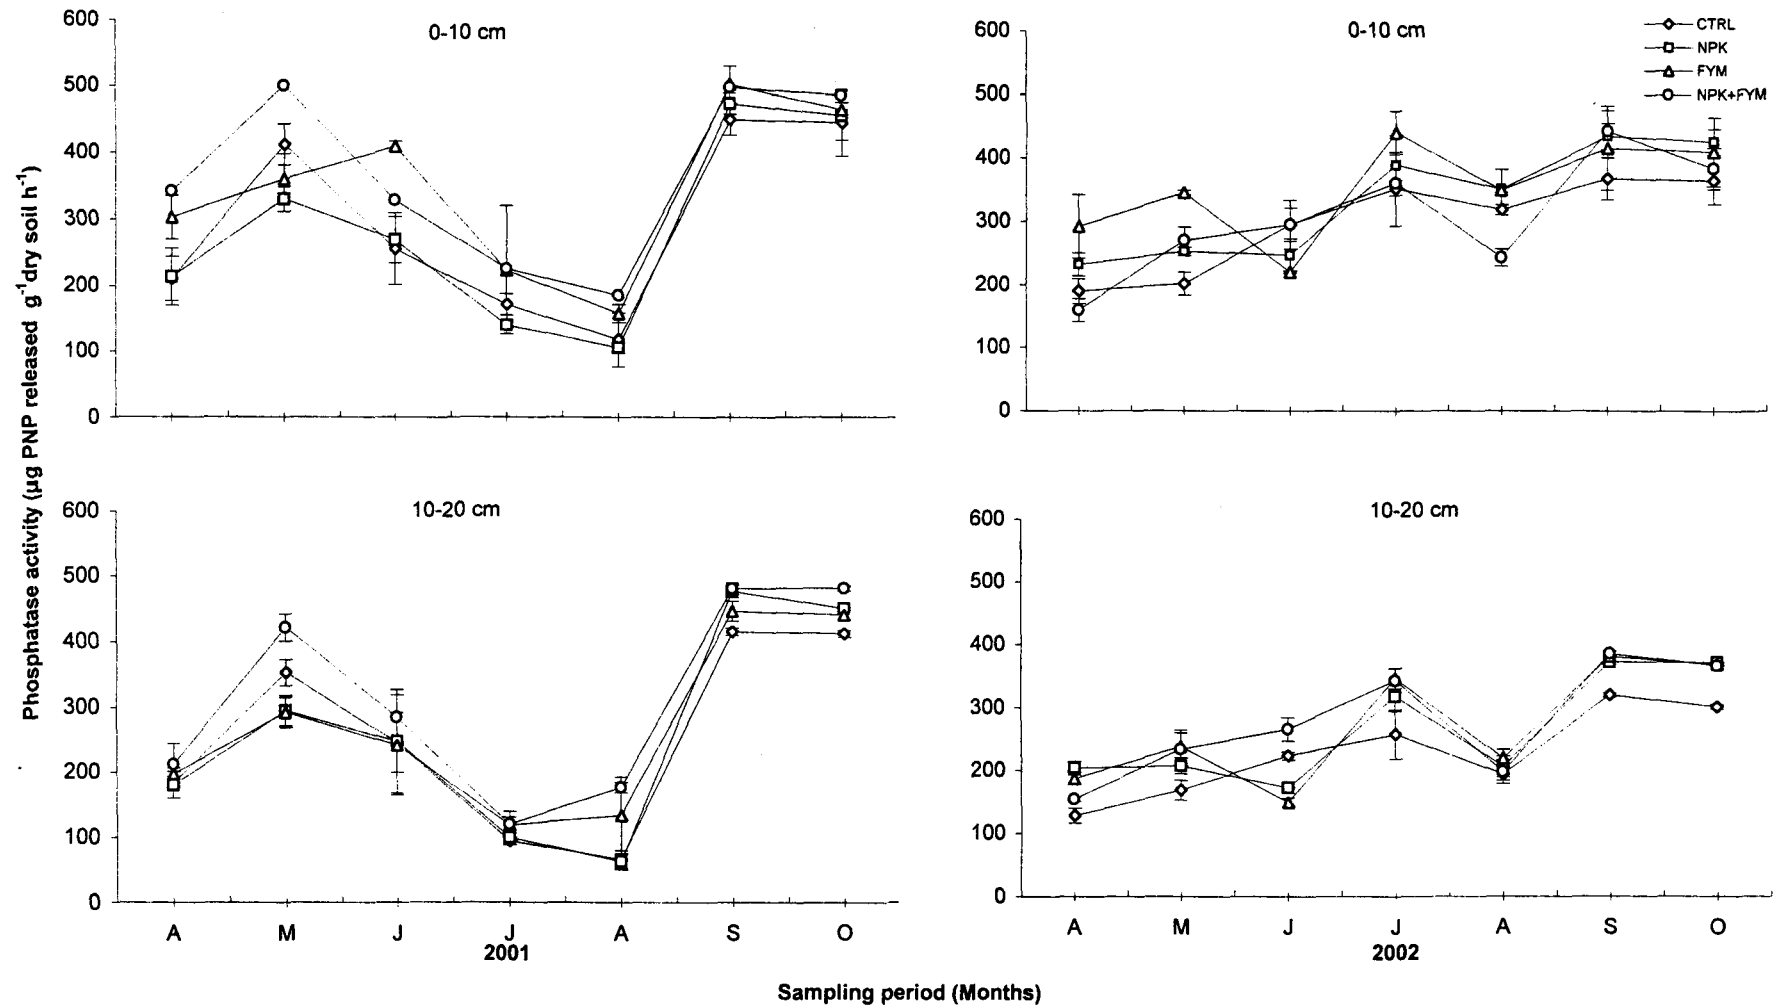 Phosphatase activity (µg PNP released g⁻¹dry soil h⁻¹)
0-10 cm
600
500
400
300
200
100
0
0-10 cm
600
500
400
300
200
100
0
CTRL
NPK
FYM
NPK+FYM
10-20 cm
600
500
400
300
200
100
0
A M J J A S O
2001
10-20 cm
600
500
400
300
200
100
0
A M J J A S O
2002
Sampling period (Months)